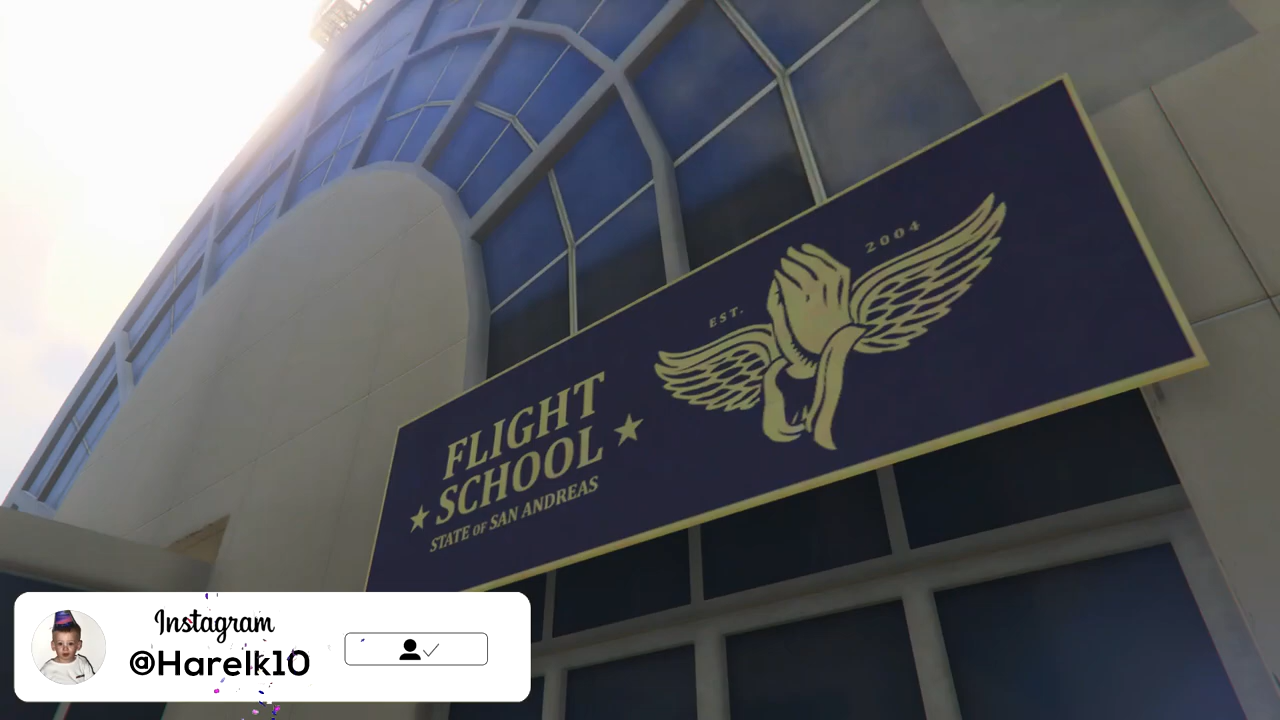 EST.
2004
FLIGHT
SCHOOL
STATE OF SAN ANDREAS
Instagram
@Harelk10